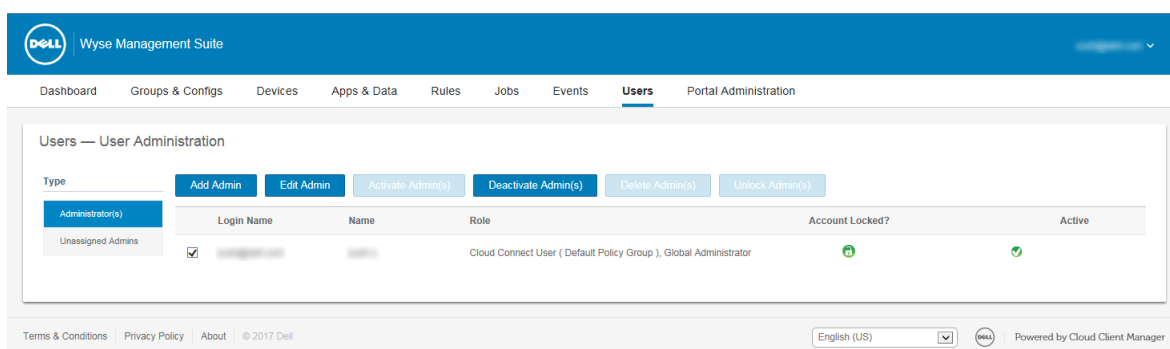 DELL Wyse Management Suite
Dashboard Groups & Configs Devices Apps & Data Rules Jobs Events Users Portal Administration
Users — User Administration
Type
Add Admin Edit Admin Activate Admin(s) Deactivate Admin(s) Delete Admin(s) Unlock Admin(s)
Administrator(s)
Unassigned Admins
Login Name Name Role Account Locked? Active
Cloud Connect User ( Default Policy Group ), Global Administrator
Terms & Conditions Privacy Policy About © 2017 Dell English (US) DELL Powered by Cloud Client Manager